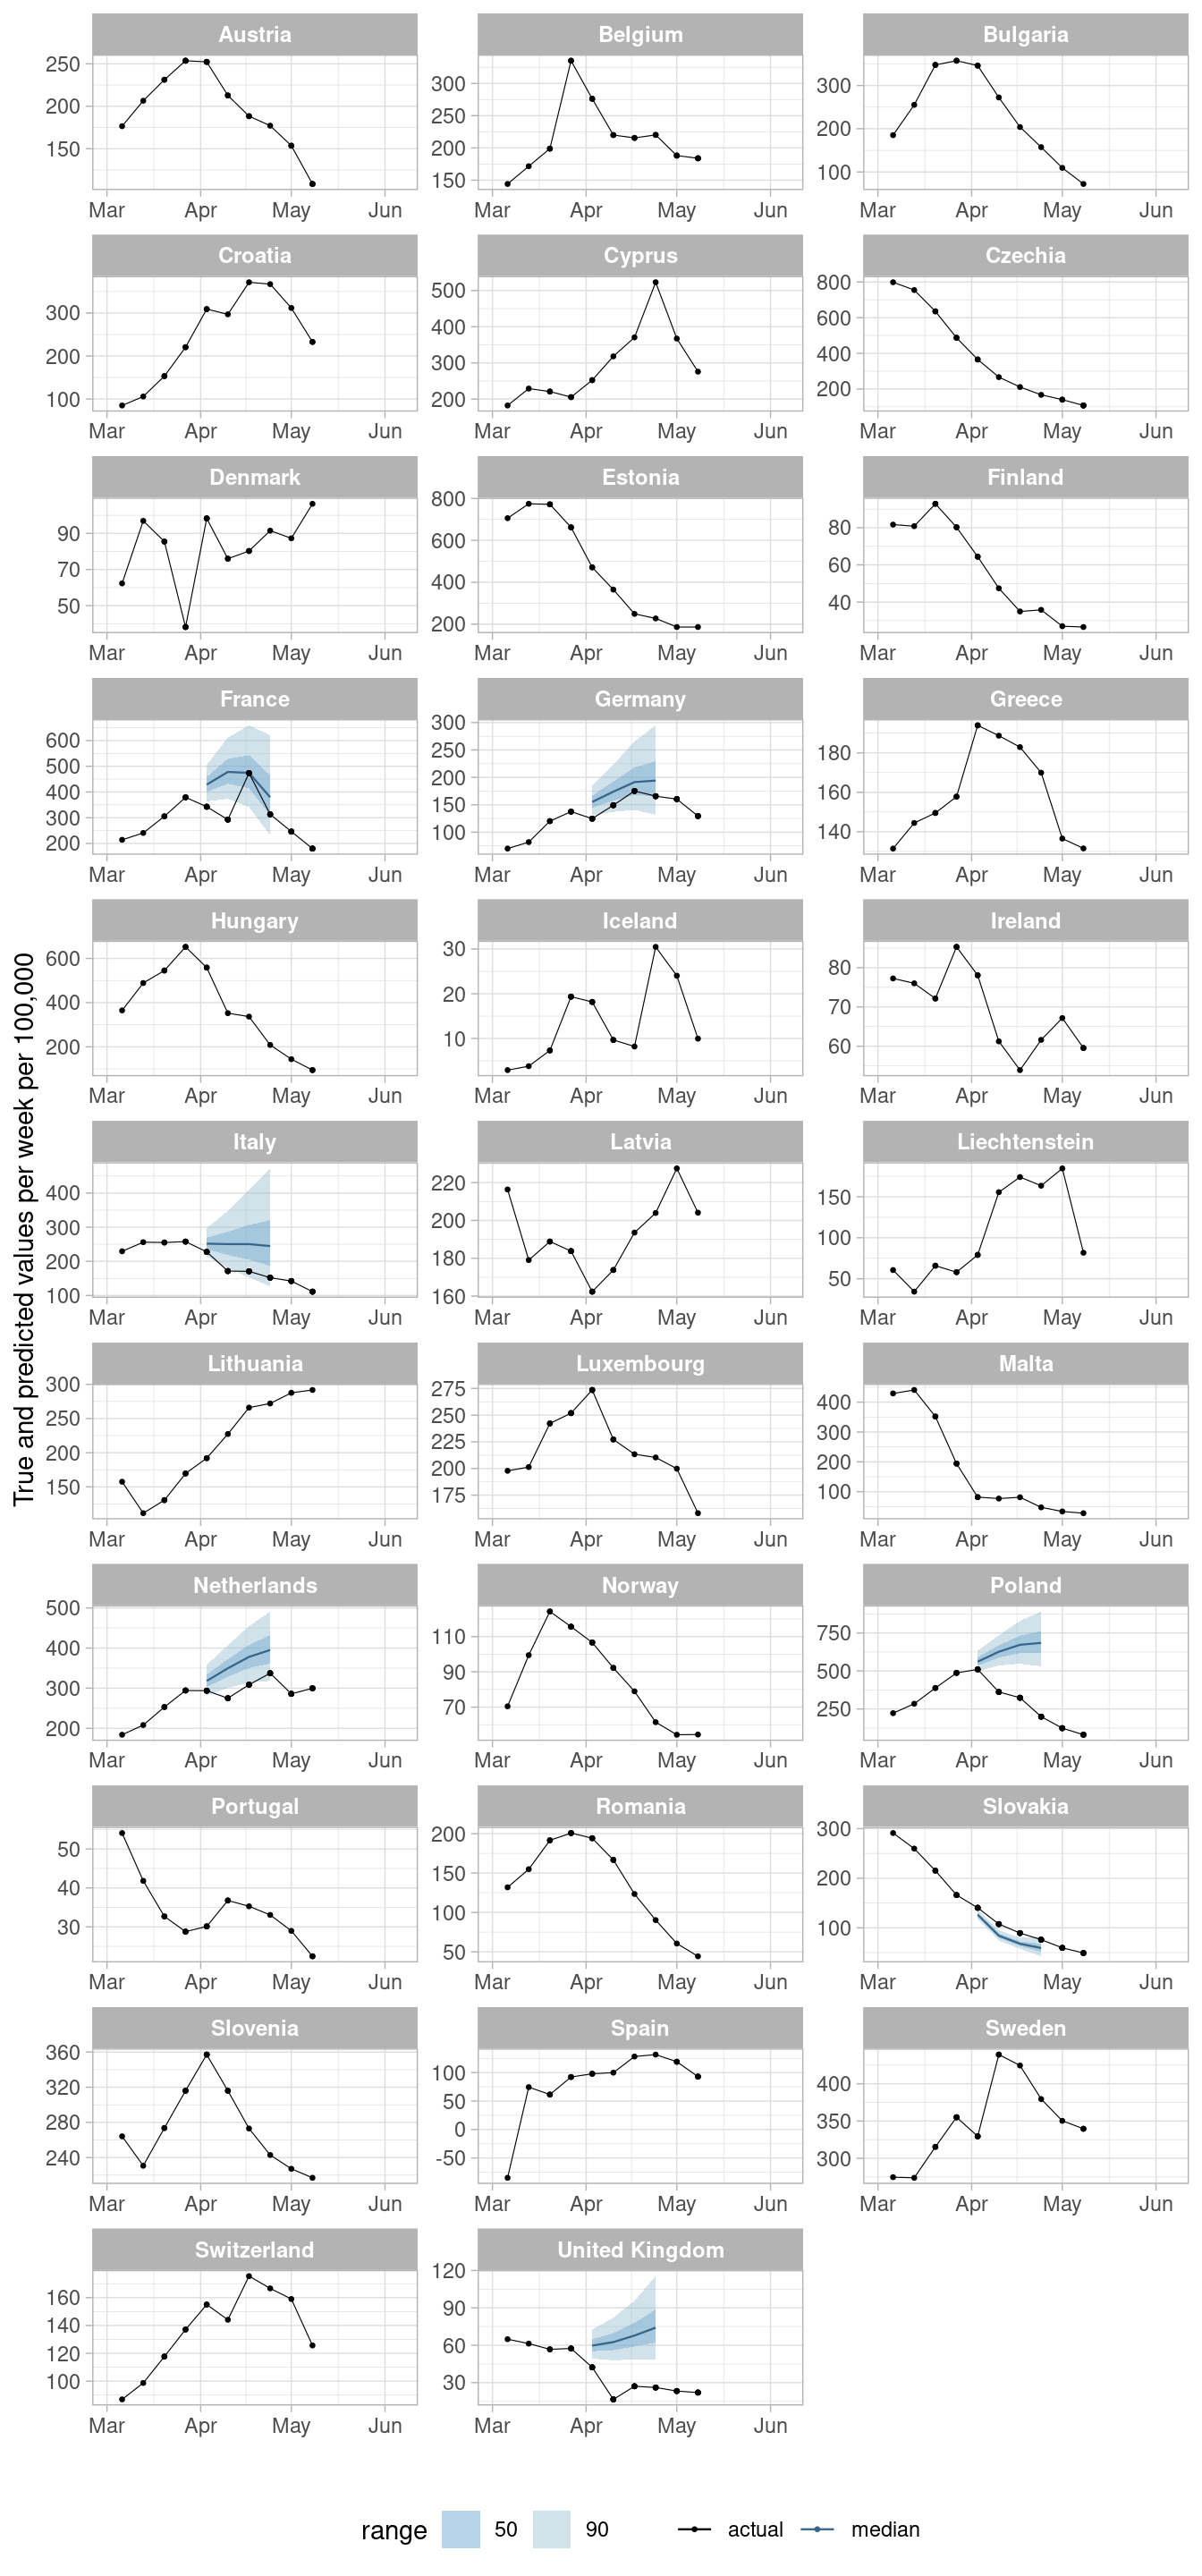 Austria Belgium Bulgaria
250 200 150
300 250 200 150
300 200 100
Mar Apr May Jun Mar Apr May Jun Mar Apr May Jun
Croatia Cyprus Czechia
300 200 100
500 400 300 200
800 600 400 200
Mar Apr May Jun Mar Apr May Jun Mar Apr May Jun
Denmark Estonia Finland
90 70 50
800 600 400 200
80 60 40
Mar Apr May Jun Mar Apr May Jun Mar Apr May Jun
France Germany Greece
600 500 400 300 200
300 250 200 150 100
180 160 140
Mar Apr May Jun Mar Apr May Jun Mar Apr May Jun
True and predicted values per week per 100,000
Hungary Iceland Ireland
600 400 200
30 20 10
80 70 60
Mar Apr May Jun Mar Apr May Jun Mar Apr May Jun
Italy Latvia Liechtenstein
400 300 200 100
220 200 180 160
150 100 50
Mar Apr May Jun Mar Apr May Jun Mar Apr May Jun
Lithuania Luxembourg Malta
300 250 200 150
275 250 225 200 175
400 300 200 100
Mar Apr May Jun Mar Apr May Jun Mar Apr May Jun
Netherlands Norway Poland
500 400 300 200
110 90 70
750 500 250
Mar Apr May Jun Mar Apr May Jun Mar Apr May Jun
Portugal Romania Slovakia
50 40 30
200 150 100 50
300 200 100
Mar Apr May Jun Mar Apr May Jun Mar Apr May Jun
Slovenia Spain Sweden
360 320 280 240
100 50 0 -50
400 350 300
Mar Apr May Jun Mar Apr May Jun Mar Apr May Jun
Switzerland United Kingdom
160 140 120 100
120 90 60 30
Mar Apr May Jun Mar Apr May Jun
range 50 90 actual median